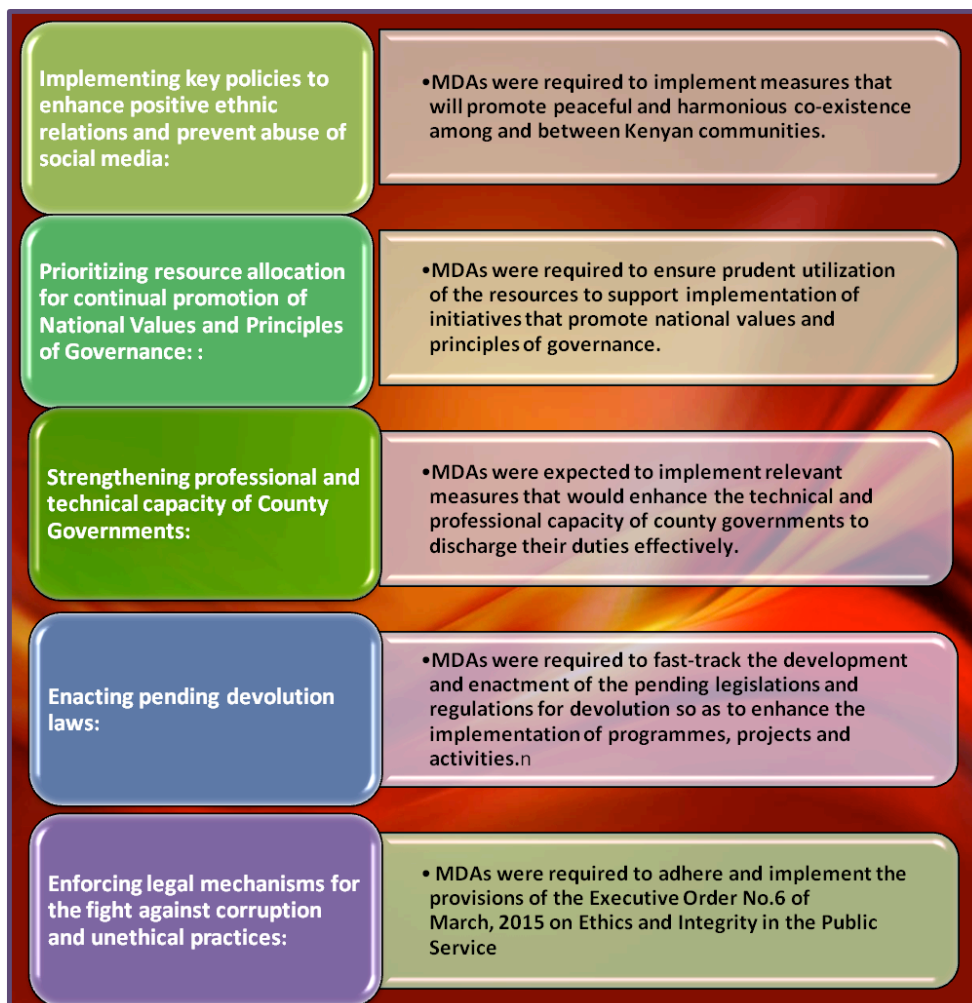 Implementing key policies to
enhance positive ethnic
relations and prevent abuse of
social media:
•MDAs were required to implement measures that
will promote peaceful and harmonious co-existence
among and between Kenyan communities.
Prioritizing resource allocation
for continual promotion of
National Values and Principles
of Governance: :
•MDAs were required to ensure prudent utilization
of the resources to support implementation of
initiatives that promote national values and
principles of governance.
Strengthening professional and
technical capacity of County
Governments:
•MDAs were expected to implement relevant
measures that would enhance the technical and
professional capacity of county governments to
discharge their duties effectively.
Enacting pending devolution
laws:
•MDAs were required to fast-track the development
and enactment of the pending legislations and
regulations for devolution so as to enhance the
implementation of programmes, projects and
activities.n
Enforcing legal mechanisms for
the fight against corruption
and unethical practices:
• MDAs were required to adhere and implement the
provisions of the Executive Order No.6 of
March, 2015 on Ethics and Integrity in the Public
Service